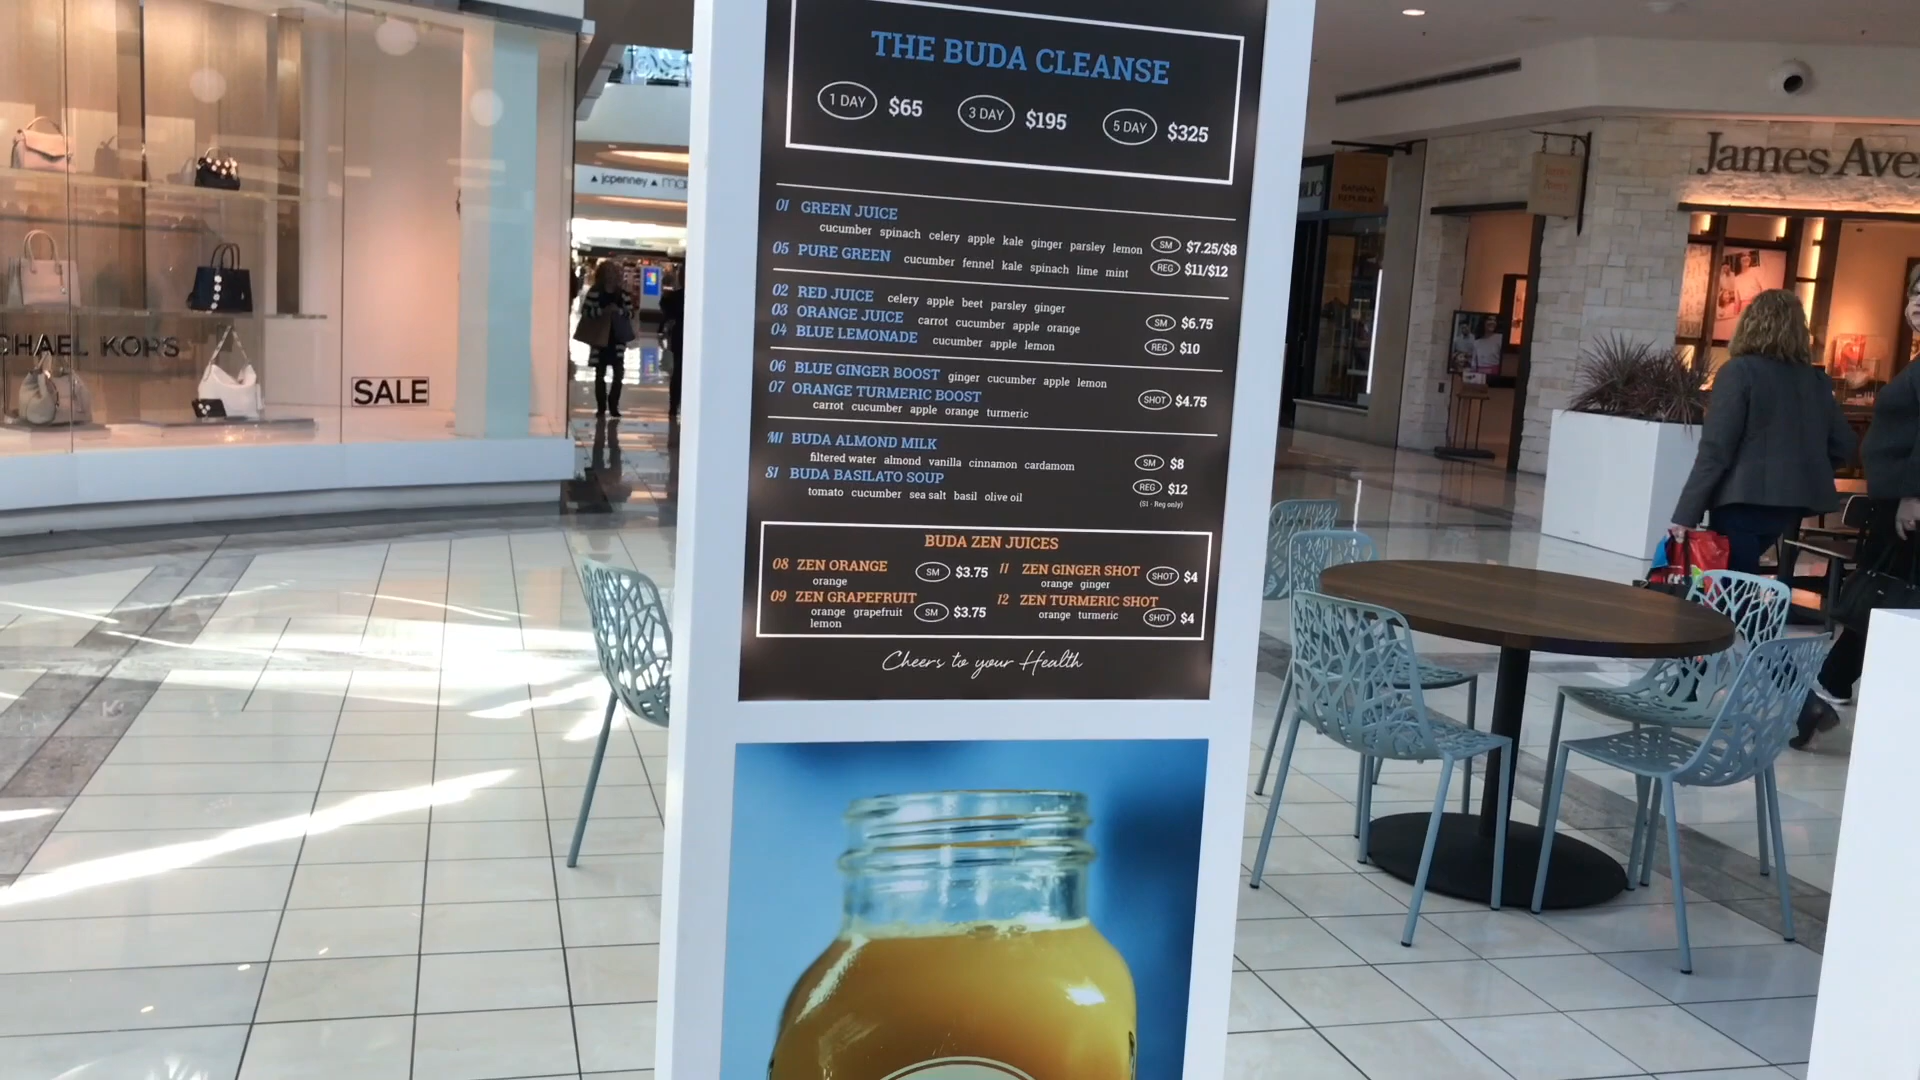 THE BUDA CLEANSE
1 DAY $65 3 DAY $195 5 DAY $325
01 GREEN JUICE
cucumber spinach celery apple kale ginger parsley lemon SM $7.25/$8
05 PURE GREEN cucumber fennel kale spinach lime mint REG $11/$12
02 RED JUICE celery apple beet parsley ginger
03 ORANGE JUICE carrot cucumber apple orange SM $6.75
04 BLUE LEMONADE cucumber apple lemon REG $10
06 BLUE GINGER BOOST ginger cucumber apple lemon
07 ORANGE TURMERIC BOOST SHOT $4.75
carrot cucumber apple orange turmeric
M1 BUDA ALMOND MILK
filtered water almond vanilla cinnamon cardamom SM $8
S1 BUDA BASILATO SOUP REG $12
tomato cucumber sea salt basil olive oil (S1 - Reg only)
BUDA ZEN JUICES
08 ZEN ORANGE SM $3.75
orange
09 ZEN GRAPEFRUIT
orange grapefruit SM $3.75
lemon
11 ZEN GINGER SHOT SHOT $4
orange ginger
12 ZEN TURMERIC SHOT
orange turmeric SHOT $4
Cheers to your Health
CHAEL KORS
SALE
jcpenney
James Ave
BANANA
REPUBLIC
James
Avery